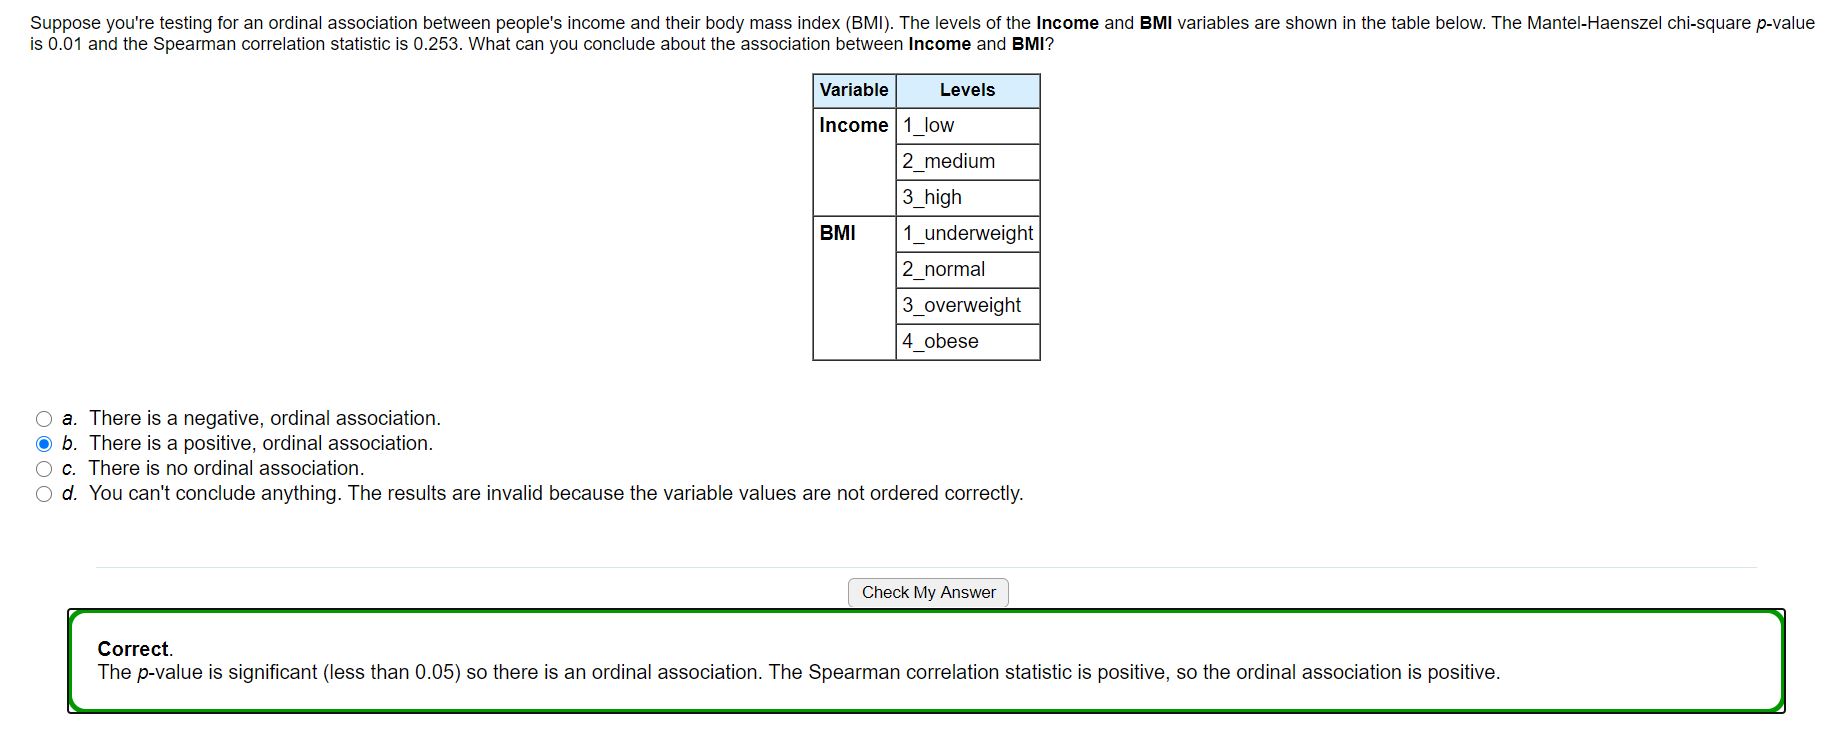 Suppose you're testing for an ordinal association between people's income and their body mass index (BMI). The levels of the Income and BMI variables are shown in the table below. The Mantel-Haenszel chi-square p-value
is 0.01 and the Spearman correlation statistic is 0.253. What can you conclude about the association between Income and BMI?
Variable Levels
Income 1_low
2_medium
3_high
BMI 1_underweight
2_normal
3_overweight
4_obese
a. There is a negative, ordinal association.
b. There is a positive, ordinal association.
c. There is no ordinal association.
d. You can't conclude anything. The results are invalid because the variable values are not ordered correctly.
Check My Answer
Correct.
The p-value is significant (less than 0.05) so there is an ordinal association. The Spearman correlation statistic is positive, so the ordinal association is positive.